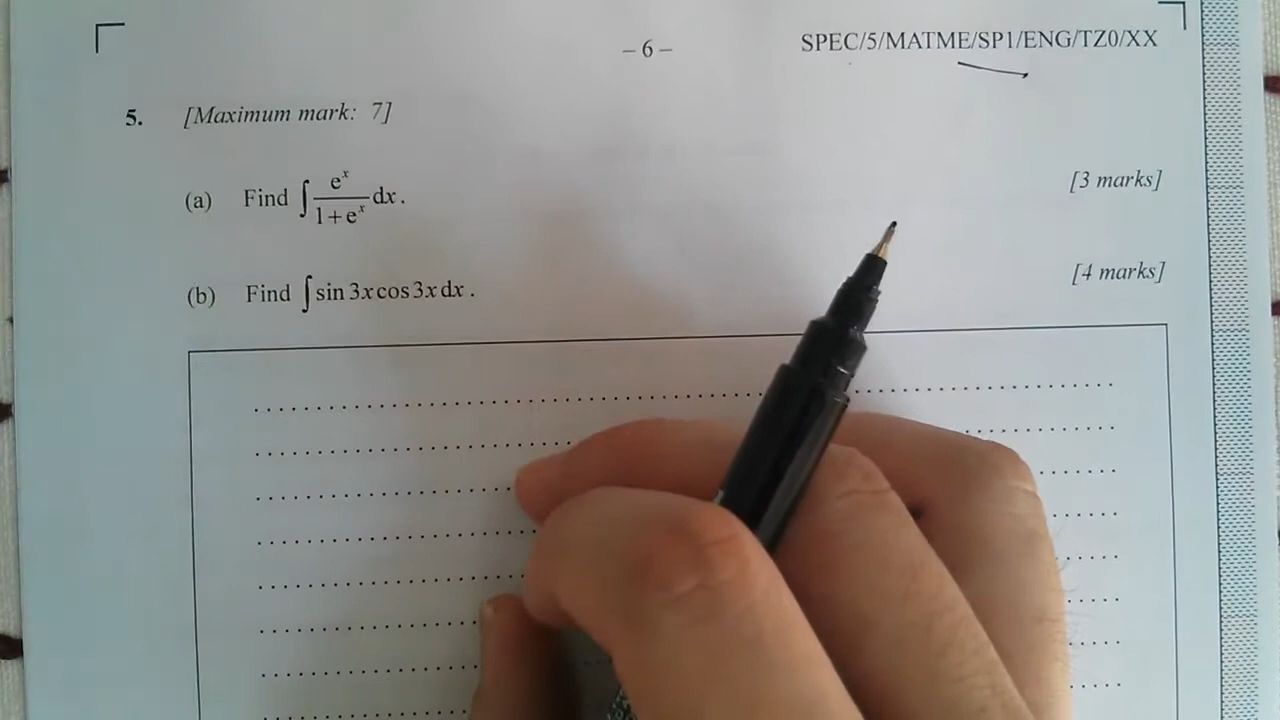 – 6 –
SPEC/5/MATME/SP1/ENG/TZ0/XX
5. [Maximum mark: 7]
(a) Find ∫ eˣ/(1+eˣ) dx. [3 marks]
(b) Find ∫ sin 3x cos 3x dx. [4 marks]